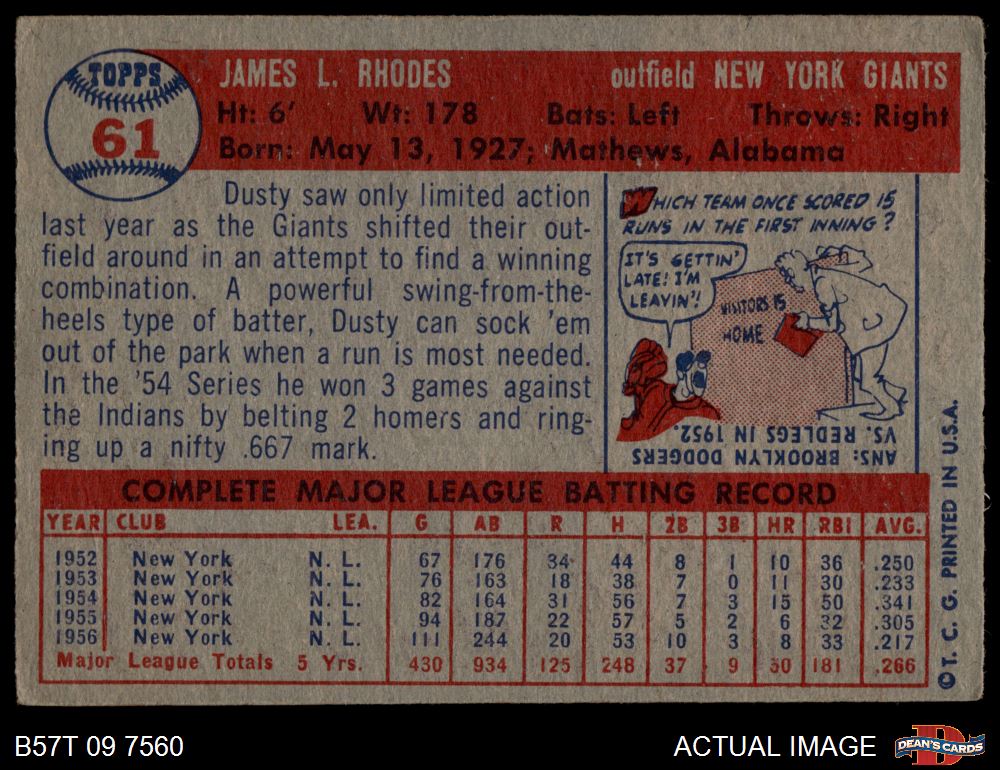 TOPPS
61
JAMES L. RHODES outfield NEW YORK GIANTS
Ht: 6' Wt: 178 Bats: Left Throws: Right
Born: May 13, 1927; Mathews, Alabama
Dusty saw only limited action
last year as the Giants shifted their out-
field around in an attempt to find a winning
combination. A powerful swing-from-the-
heels type of batter, Dusty can sock 'em
out of the park when a run is most needed.
In the '54 Series he won 3 games against
the Indians by belting 2 homers and ring-
ing up a nifty .667 mark.
WHICH TEAM ONCE SCORED 15
RUNS IN THE FIRST INNING?
IT'S GETTIN'
LATE! I'M
LEAVIN'!
VISITORS 15
HOME
ANS: BROOKLYN DODGERS
VS. REDLEGS IN 1952.
COMPLETE MAJOR LEAGUE BATTING RECORD
YEAR CLUB LEA. G AB R H 2B 3B HR RBI AVG.
1952 New York N. L. 67 176 34 44 8 1 10 36 .250
1953 New York N. L. 76 163 18 38 7 0 11 30 .233
1954 New York N. L. 82 164 31 56 7 3 15 50 .341
1955 New York N. L. 94 187 22 57 5 2 6 32 .305
1956 New York N. L. 111 244 20 53 10 3 8 33 .217
Major League Totals 5 Yrs. 430 934 125 248 37 9 50 181 .266
©T. C. G. PRINTED IN U.S.A.
B57T 09 7560
ACTUAL IMAGE
DEAN'S CARDS